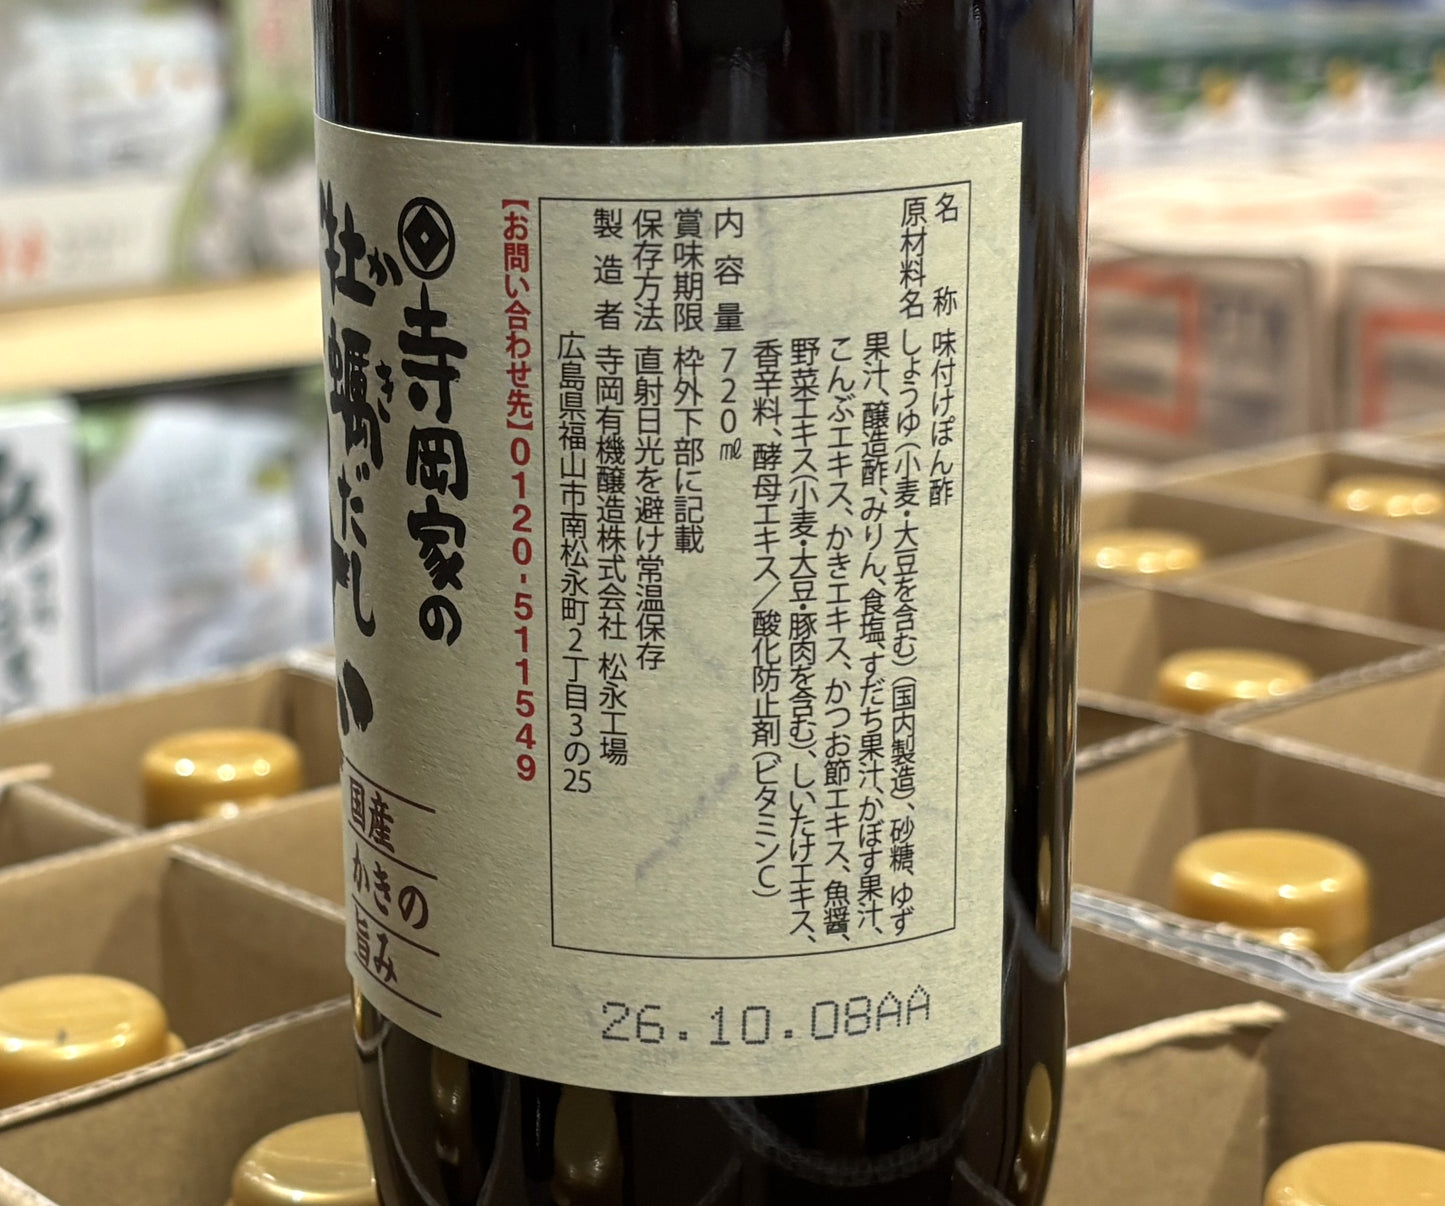 名称 味付けぽん酢
原材料名 しょうゆ(小麦・大豆を含む)(国内製造)、砂糖、ゆず
果汁、醸造酢、みりん、食塩、すだち果汁、かぼす果汁、
こんぶエキス、かきエキス、かつお節エキス、魚醤、
野菜エキス(小麦・大豆・豚肉を含む)、しいたけエキス、
香辛料、酵母エキス/酸化防止剤(ビタミンC)
内容量 720㎖
賞味期限 枠外下部に記載
保存方法 直射日光を避け常温保存
製造者 寺岡有機醸造株式会社 松永工場
広島県福山市南松永町2丁目3の25
【お問い合わせ先】0120-511549
寺岡家の
かき
牡蠣だし
国産
かきの
旨み
26.10.08AA